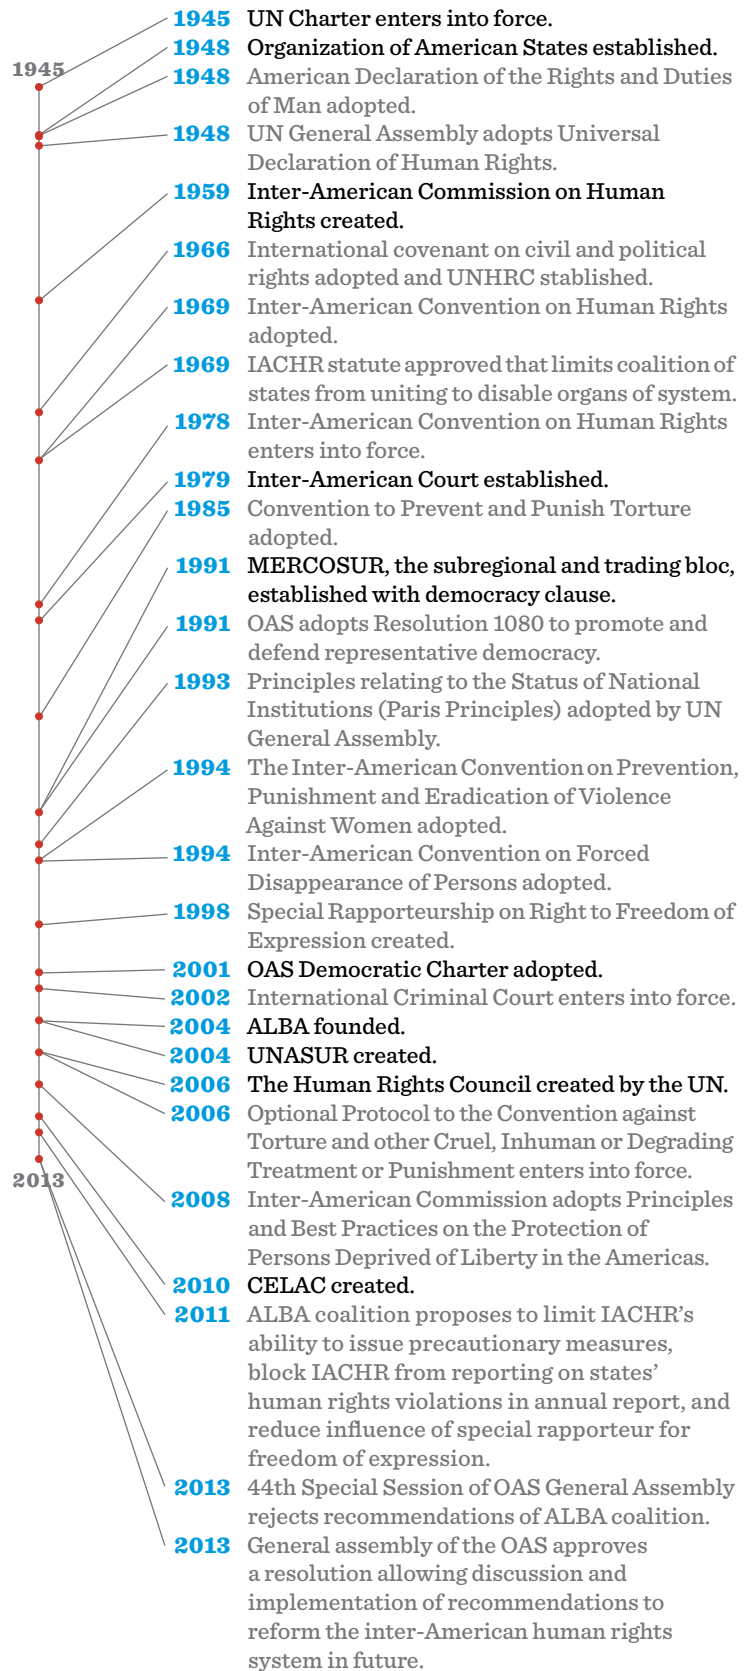 1945 UN Charter enters into force.
1948 Organization of American States established.
1945
1948 American Declaration of the Rights and Duties
of Man adopted.
1948 UN General Assembly adopts Universal
Declaration of Human Rights.
1959 Inter-American Commission on Human
Rights created.
1966 International covenant on civil and political
rights adopted and UNHRC stablished.
1969 Inter-American Convention on Human Rights
adopted.
1969 IACHR statute approved that limits coalition of
states from uniting to disable organs of system.
1978 Inter-American Convention on Human Rights
enters into force.
1979 Inter-American Court established.
1985 Convention to Prevent and Punish Torture
adopted.
1991 MERCOSUR, the subregional and trading bloc,
established with democracy clause.
1991 OAS adopts Resolution 1080 to promote and
defend representative democracy.
1993 Principles relating to the Status of National
Institutions (Paris Principles) adopted by UN
General Assembly.
1994 The Inter-American Convention on Prevention,
Punishment and Eradication of Violence
Against Women adopted.
1994 Inter-American Convention on Forced
Disappearance of Persons adopted.
1998 Special Rapporteurship on Right to Freedom of
Expression created.
2001 OAS Democratic Charter adopted.
2002 International Criminal Court enters into force.
2004 ALBA founded.
2004 UNASUR created.
2006 The Human Rights Council created by the UN.
2006 Optional Protocol to the Convention against
Torture and other Cruel, Inhuman or Degrading
Treatment or Punishment enters into force.
2013
2008 Inter-American Commission adopts Principles
and Best Practices on the Protection of
Persons Deprived of Liberty in the Americas.
2010 CELAC created.
2011 ALBA coalition proposes to limit IACHR's
ability to issue precautionary measures,
block IACHR from reporting on states'
human rights violations in annual report, and
reduce influence of special rapporteur for
freedom of expression.
2013 44th Special Session of OAS General Assembly
rejects recommendations of ALBA coalition.
2013 General assembly of the OAS approves
a resolution allowing discussion and
implementation of recommendations to
reform the inter-American human rights
system in future.